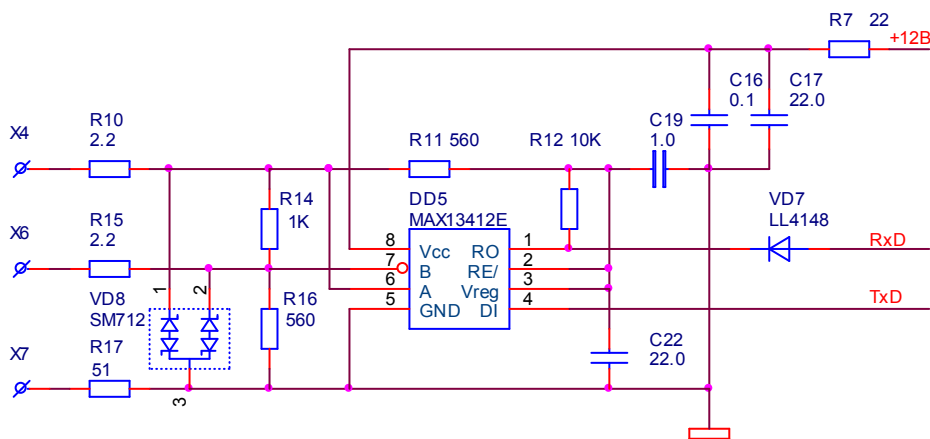 R7 22
+12В
C16
0.1
C17
22.0
C19
1.0
X4
R10
2.2
R11 560
R12 10K
R14
1K
DD5
MAX13412E
VD7
LL4148
X6
R15
2.2
8 Vcc RO 1
7 B RE/ 2
6 A Vreg 3
5 GND DI 4
RxD
TxD
1
2
VD8
SM712
R16
560
C22
22.0
X7
R17
51
3